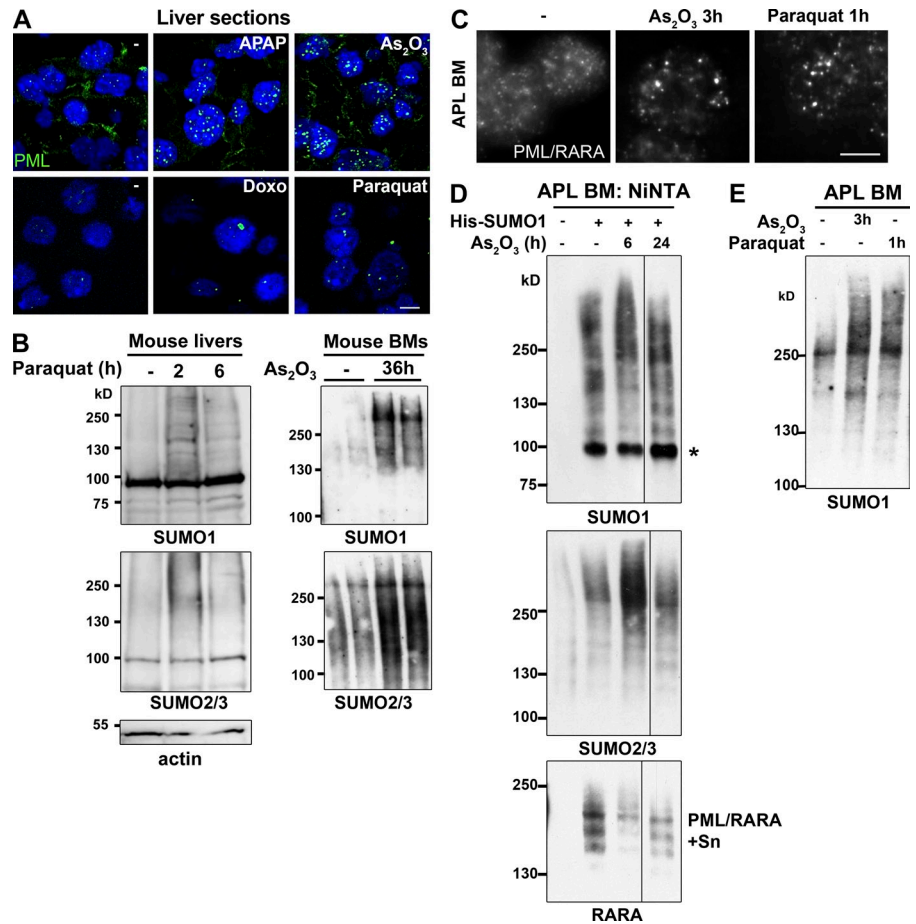 A
Liver sections
-
APAP
As2O3
PML
-
Doxo
Paraquat
B
Mouse livers
Paraquat (h) - 2 6
kD
250
130
100
75
SUMO1
250
130
100
SUMO2/3
55
actin
Mouse BMs
As2O3 - 36h
250
130
100
SUMO1
250
130
100
SUMO2/3
C
- As2O3 3h Paraquat 1h
APL BM
PML/RARA
D
APL BM: NiNTA
His-SUMO1 - + + +
As2O3 (h) - - 6 24
kD
250
130
100
*
75
SUMO1
250
130
100
SUMO2/3
250
PML/RARA
+Sn
130
RARA
E
APL BM
As2O3 - 3h -
Paraquat - - 1h
kD
250
130
100
SUMO1